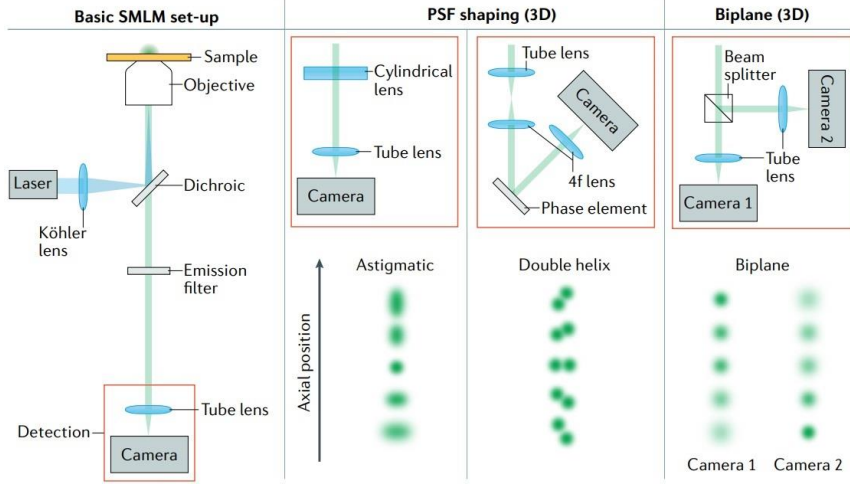 Basic SMLM set-up
Sample
Objective
Laser
Dichroic
Köhler
lens
Emission
filter
Tube lens
Detection
Camera
PSF shaping (3D)
Cylindrical
lens
Tube lens
Camera
Tube lens
Camera
4f lens
Phase element
Axial position
Astigmatic
Double helix
Biplane (3D)
Beam
splitter
Camera 2
Tube
lens
Camera 1
Biplane
Camera 1
Camera 2